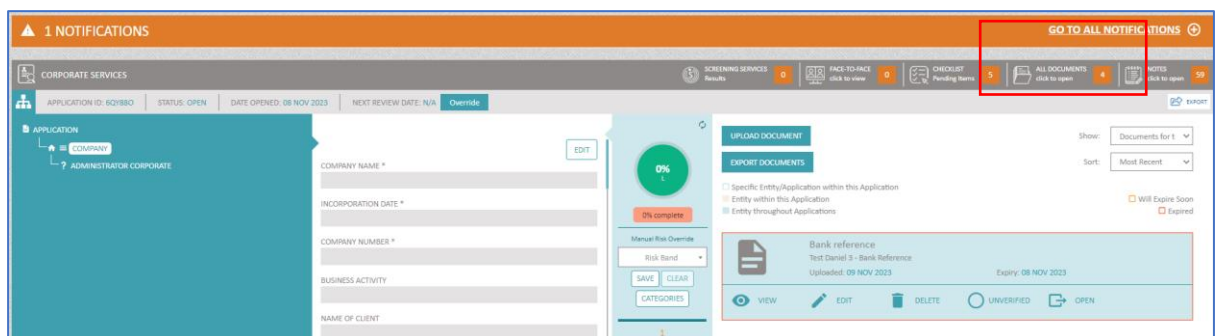 1 NOTIFICATIONS
GO TO ALL NOTIFICATIONS
CORPORATE SERVICES
SCREENING SERVICES
Results
0
FACE-TO-FACE
click to view
0
CHECKLIST
Pending Items
5
ALL DOCUMENTS
click to open
4
NOTES
click to open
59
APPLICATION ID: 6QYBBO
STATUS: OPEN
DATE OPENED: 08 NOV 2023
NEXT REVIEW DATE: N/A
Override
EXPORT
APPLICATION
COMPANY
? ADMINISTRATOR CORPORATE
EDIT
COMPANY NAME *
INCORPORATION DATE *
COMPANY NUMBER *
BUSINESS ACTIVITY
NAME OF CLIENT
0%
L
0% complete
Manual Risk Override
Risk Band
SAVE
CLEAR
CATEGORIES
1
UPLOAD DOCUMENT
EXPORT DOCUMENTS
Show:
Documents for t
Sort:
Most Recent
Specific Entity/Application within this Application
Entity within this Application
Entity throughout Applications
Will Expire Soon
Expired
Bank reference
Test Daniel 3 - Bank Reference
Uploaded: 09 NOV 2023
Expiry: 08 NOV 2023
VIEW
EDIT
DELETE
UNVERIFIED
OPEN